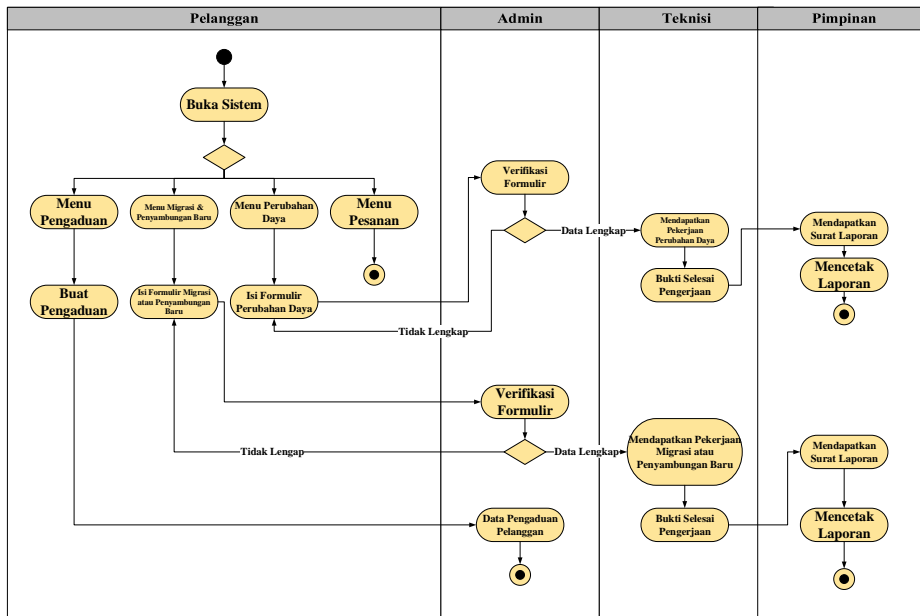 Pelanggan
Admin
Teknisi
Pimpinan
Buka Sistem
Menu
Pengaduan
Menu Migrasi &
Penyambungan Baru
Menu Perubahan
Daya
Menu
Pesanan
Verifikasi
Formulir
Data Lengkap
Mendapatkan
Pekerjaan
Perubahan Daya
Mendapatkan
Surat Laporan
Buat
Pengaduan
Isi Formulir Migrasi
atau Penyambungan
Baru
Isi Formulir
Perubahan Daya
Bukti Selesai
Pengerjaan
Mencetak
Laporan
Tidak Lengkap
Verifikasi
Formulir
Tidak Lengap
Data Lengkap
Mendapatkan Pekerjaan
Migrasi atau
Penyambungan Baru
Mendapatkan
Surat Laporan
Data Pengaduan
Pelanggan
Bukti Selesai
Pengerjaan
Mencetak
Laporan